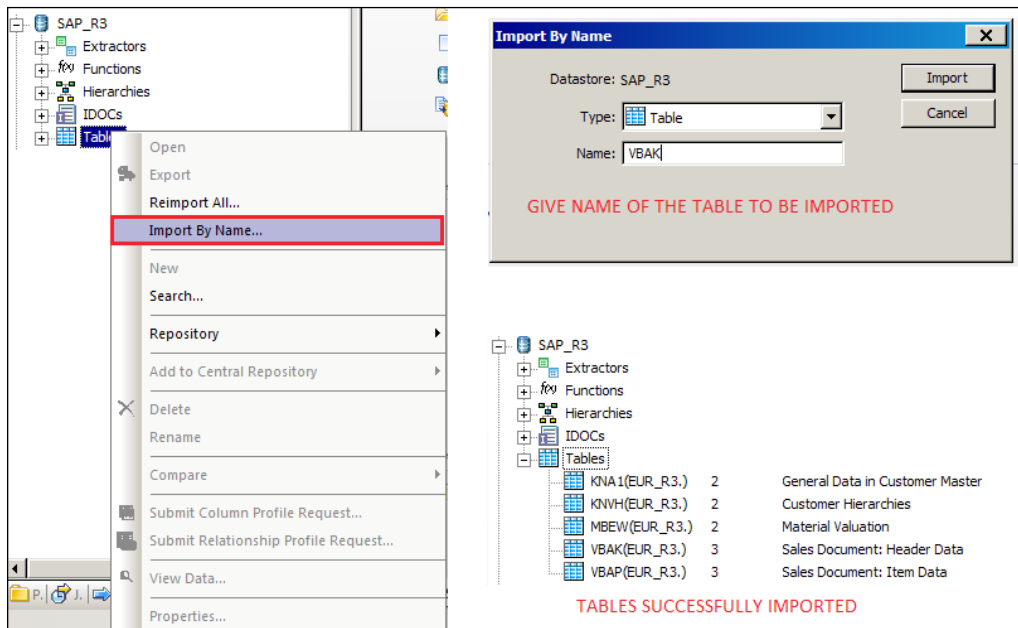 SAP_R3
Extractors
f(x) Functions
Hierarchies
IDOCs
Tabl
Open
Export
Reimport All...
Import By Name...
New
Search...
Repository
Add to Central Repository
Delete
Rename
Compare
Submit Column Profile Request...
Submit Relationship Profile Request...
View Data...
Properties...
P. J.
Import By Name
Datastore: SAP_R3
Import
Type: Table
Cancel
Name: VBAK
GIVE NAME OF THE TABLE TO BE IMPORTED
SAP_R3
Extractors
f(x) Functions
Hierarchies
IDOCs
Tables
KNA1(EUR_R3.) 2 General Data in Customer Master
KNVH(EUR_R3.) 2 Customer Hierarchies
MBEW(EUR_R3.) 2 Material Valuation
VBAK(EUR_R3.) 3 Sales Document: Header Data
VBAP(EUR_R3.) 3 Sales Document: Item Data
TABLES SUCCESSFULLY IMPORTED